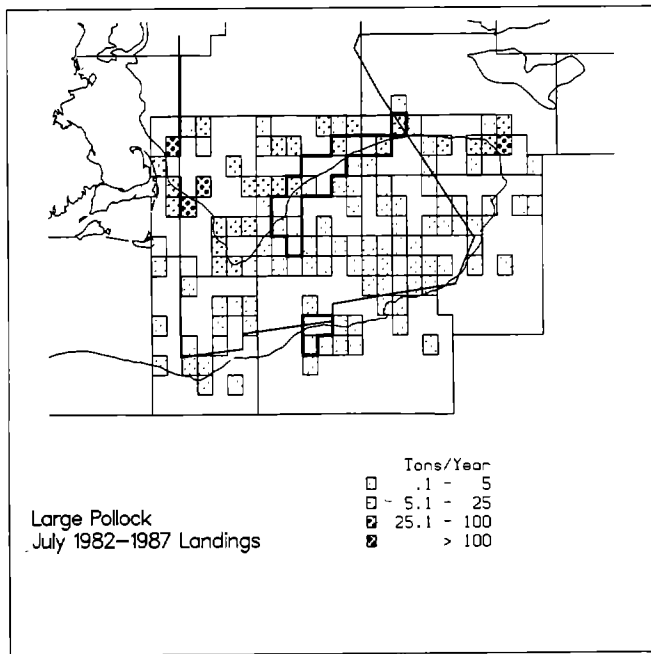 Tons/Year
.1 - 5
5.1 - 25
25.1 - 100
> 100
Large Pollock
July 1982-1987 Landings